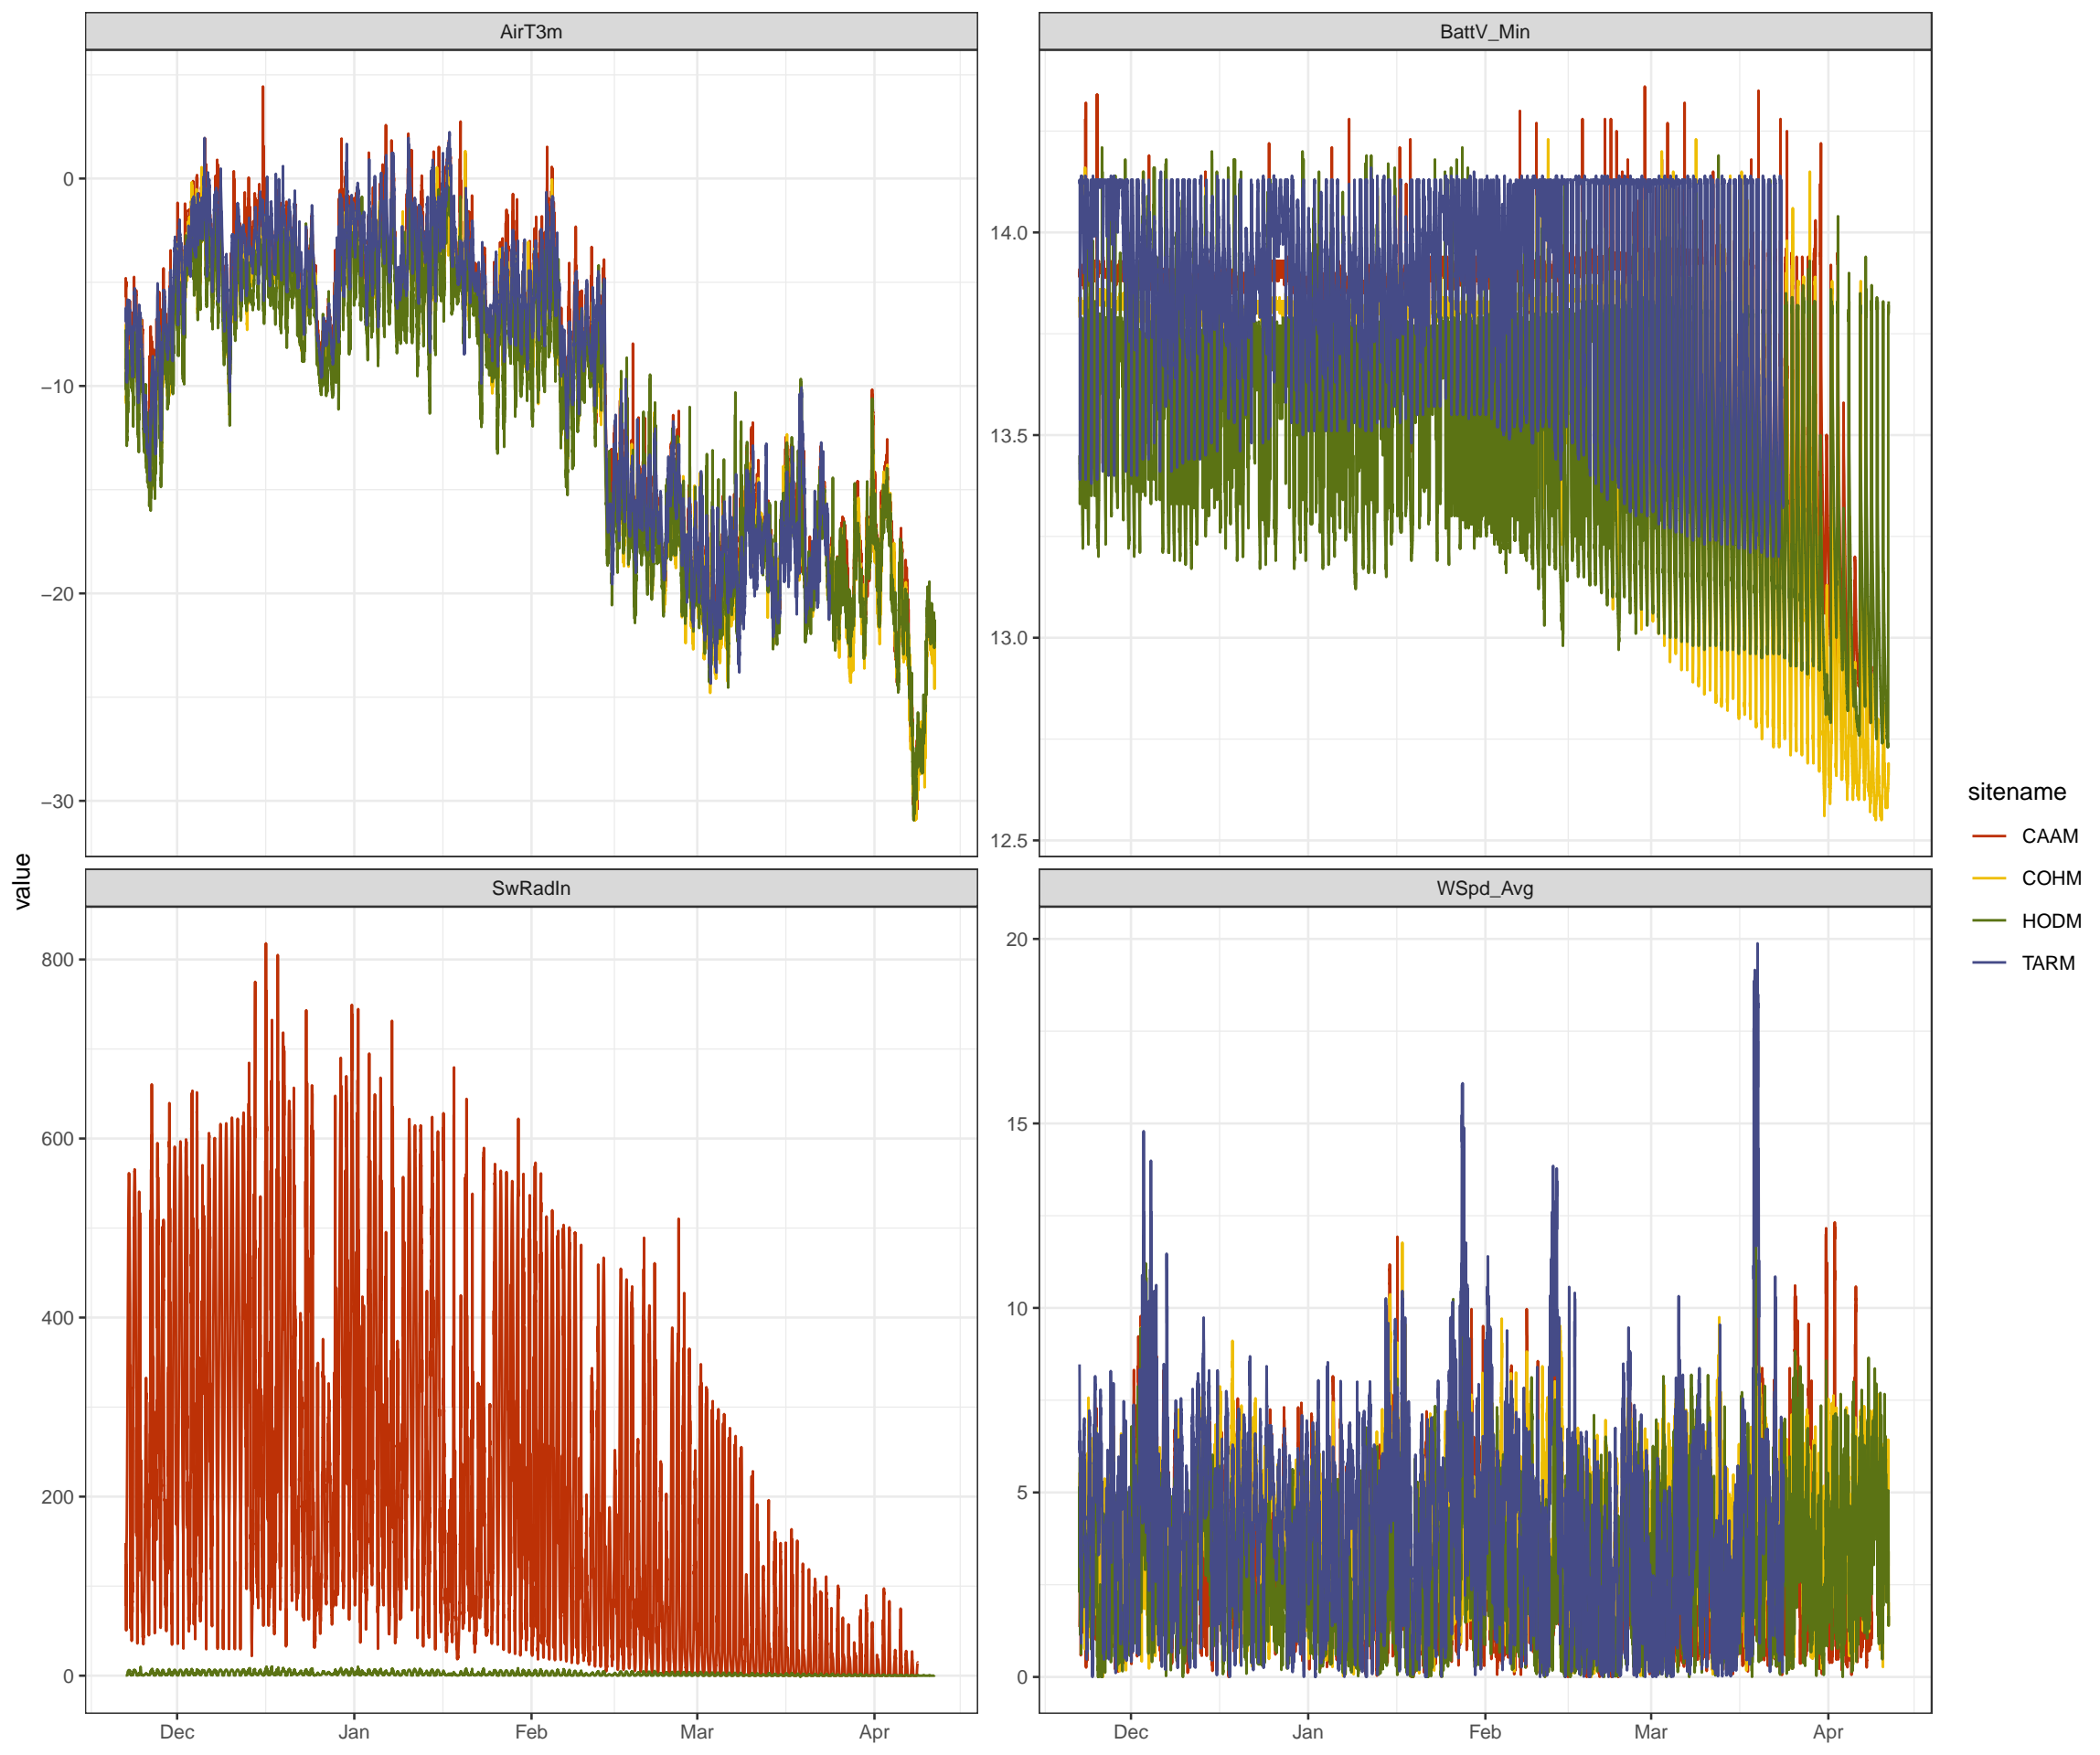 AirT3m
BattV_Min
0
−10
−20
−30
14.0
13.5
13.0
12.5
value
SwRadIn
WSpd_Avg
800
600
400
200
0
20
15
10
5
0
Dec Jan Feb Mar Apr
Dec Jan Feb Mar Apr
sitename
CAAM
COHM
HODM
TARM